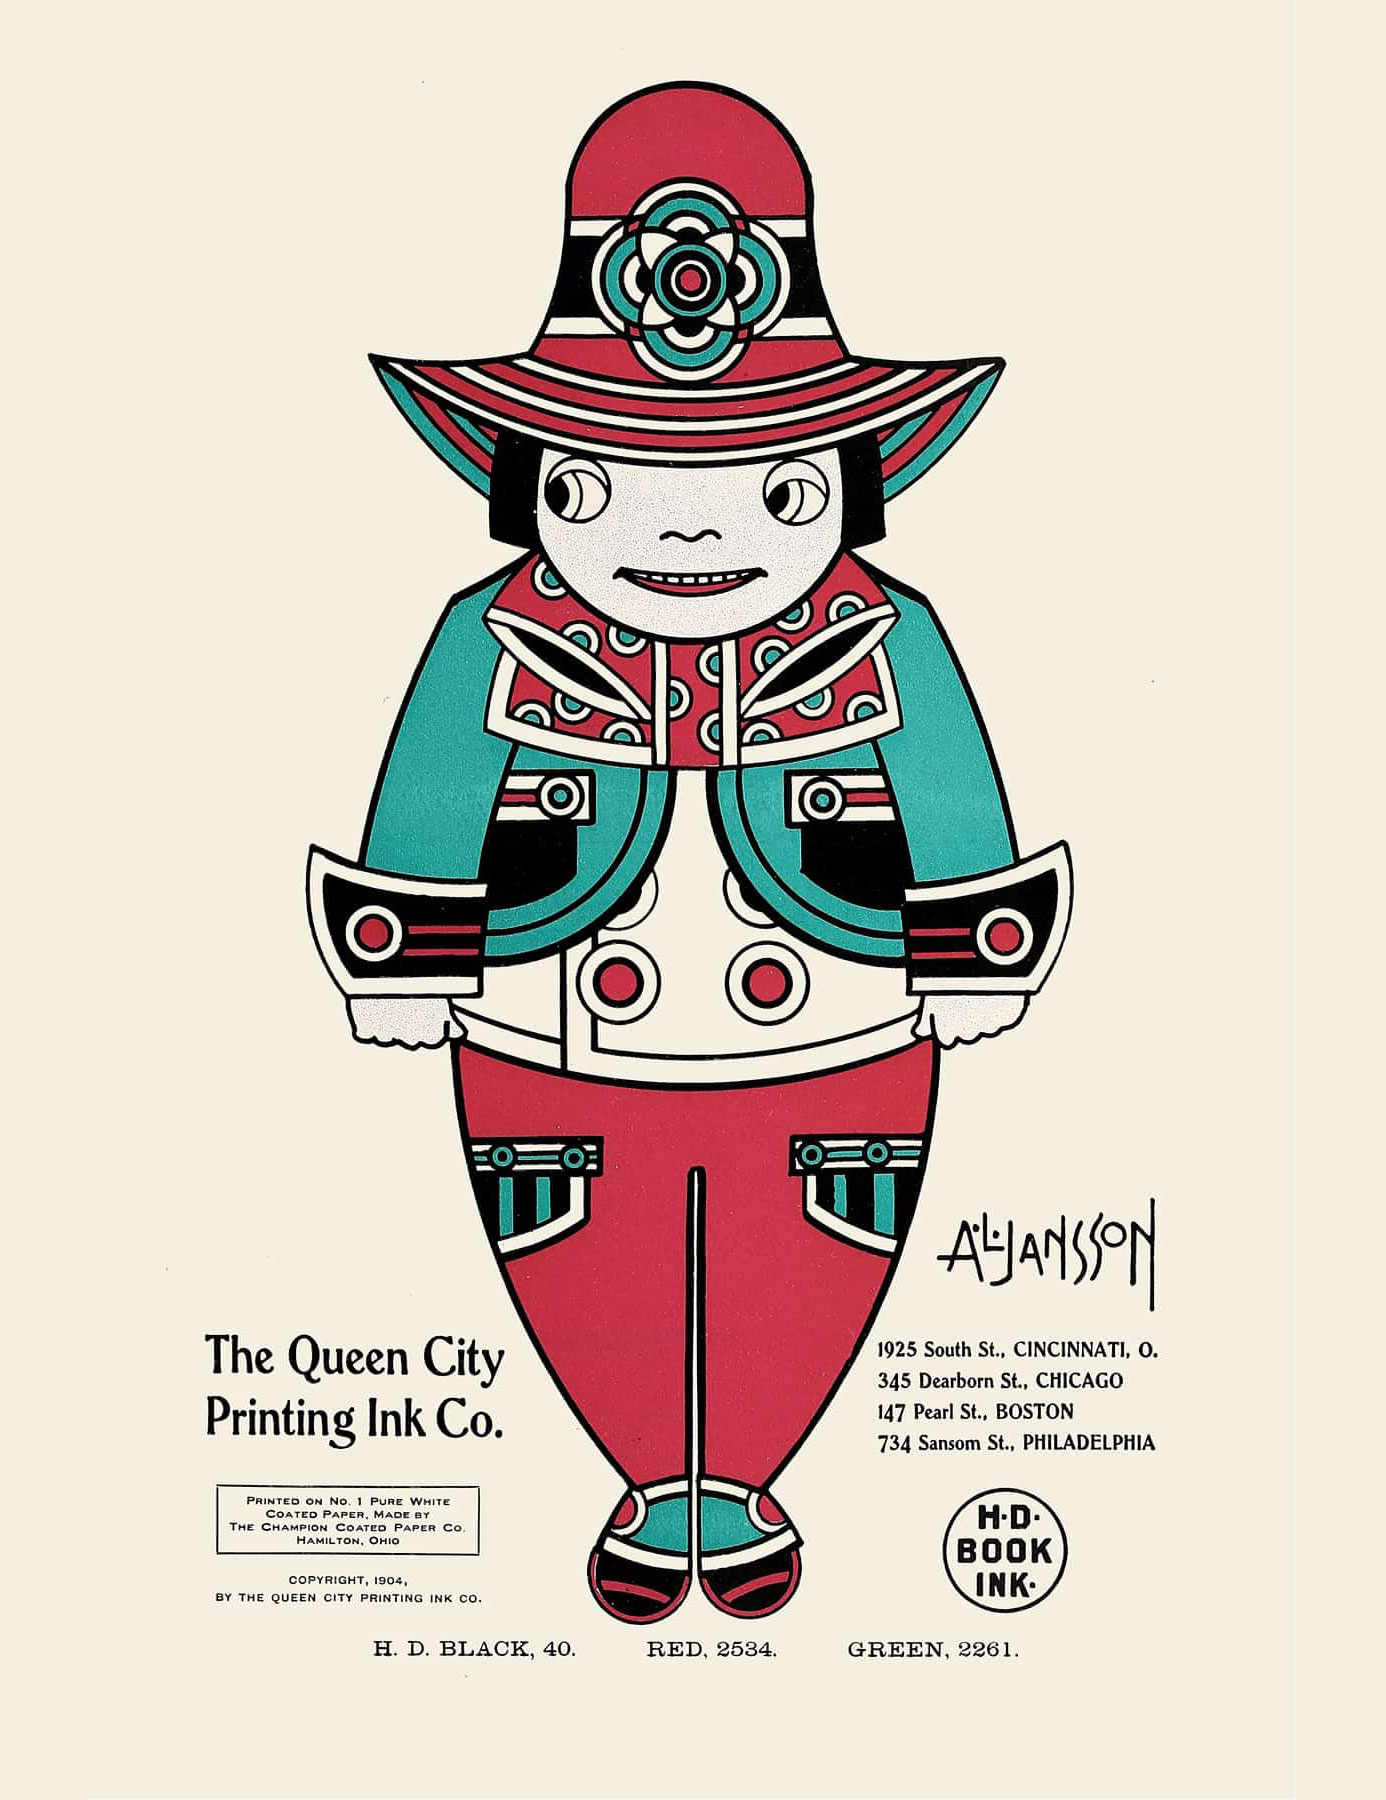 A·L·JANSSON
The Queen City
Printing Ink Co.
1925 South St., CINCINNATI, O.
345 Dearborn St., CHICAGO
147 Pearl St., BOSTON
734 Sansom St., PHILADELPHIA
PRINTED ON NO. 1 PURE WHITE
COATED PAPER, MADE BY
THE CHAMPION COATED PAPER CO.
HAMILTON, OHIO
COPYRIGHT, 1904,
BY THE QUEEN CITY PRINTING INK CO.
H·D·
BOOK
INK·
H. D. BLACK, 40. RED, 2534. GREEN, 2261.